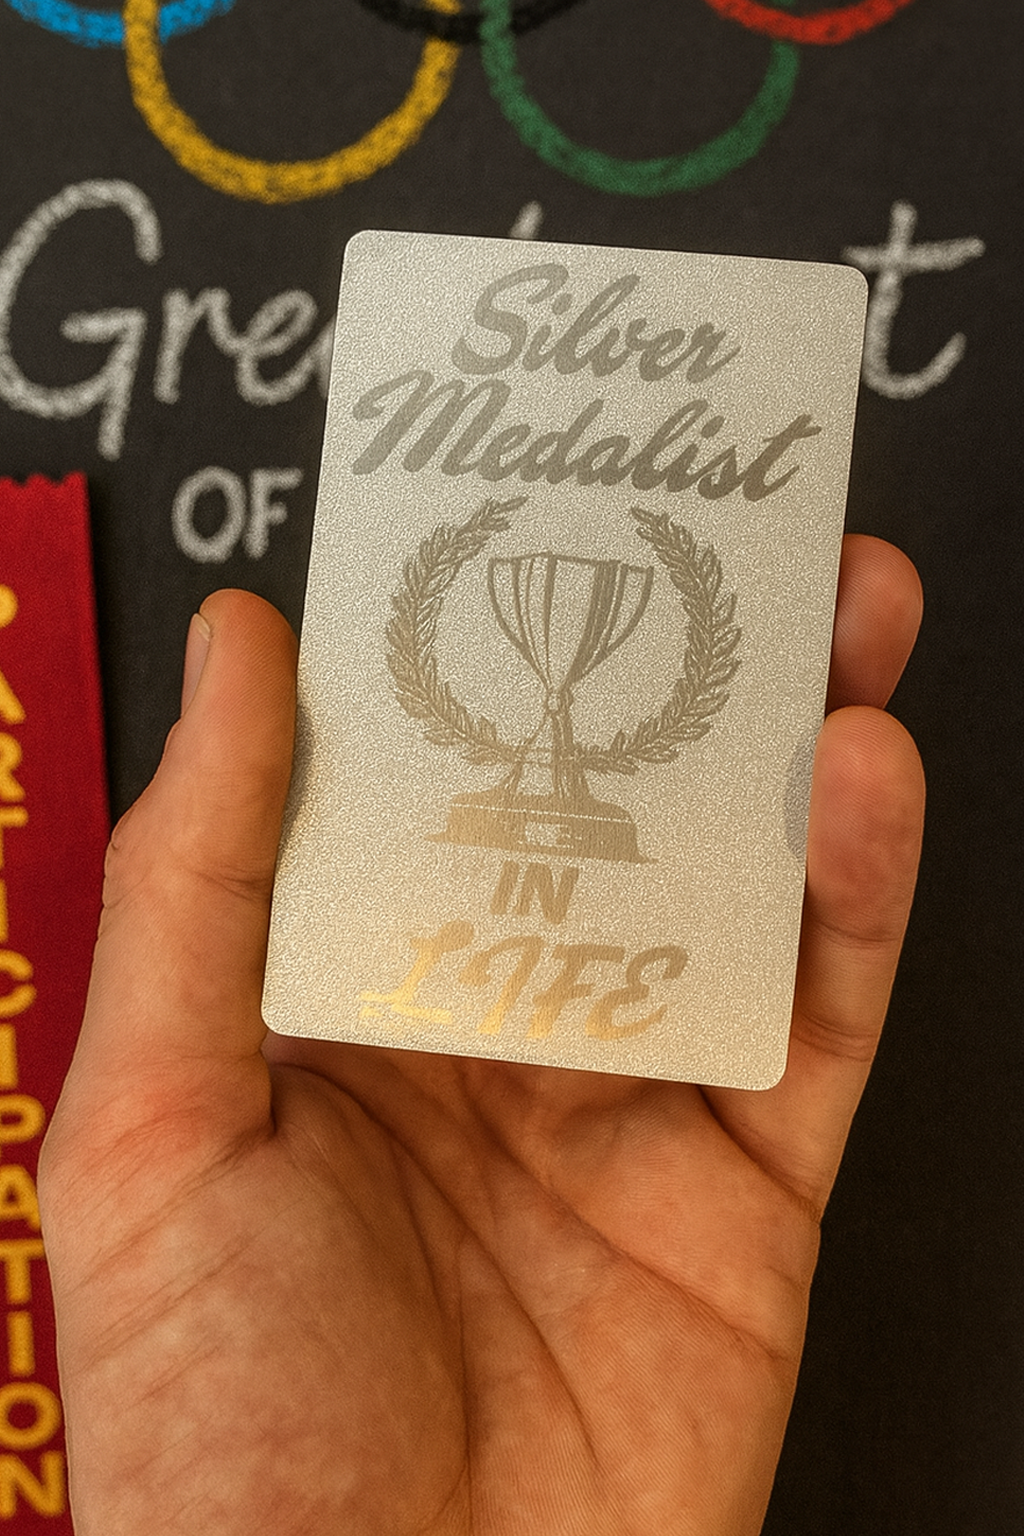 OF
Silver
Medalist
IN
LIFE
PARTICIPATION